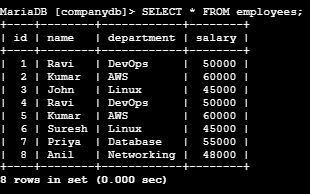 MariaDB [companydb]> SELECT * FROM employees;
+----+--------+------------+--------+
| id | name   | department | salary |
+----+--------+------------+--------+
|  1 | Ravi   | DevOps     |  50000 |
|  2 | Kumar  | AWS        |  60000 |
|  3 | John   | Linux      |  45000 |
|  4 | Ravi   | DevOps     |  50000 |
|  5 | Kumar  | AWS        |  60000 |
|  6 | Suresh | Linux      |  45000 |
|  7 | Priya  | Database   |  55000 |
|  8 | Anil   | Networking |  48000 |
+----+--------+------------+--------+
8 rows in set (0.000 sec)